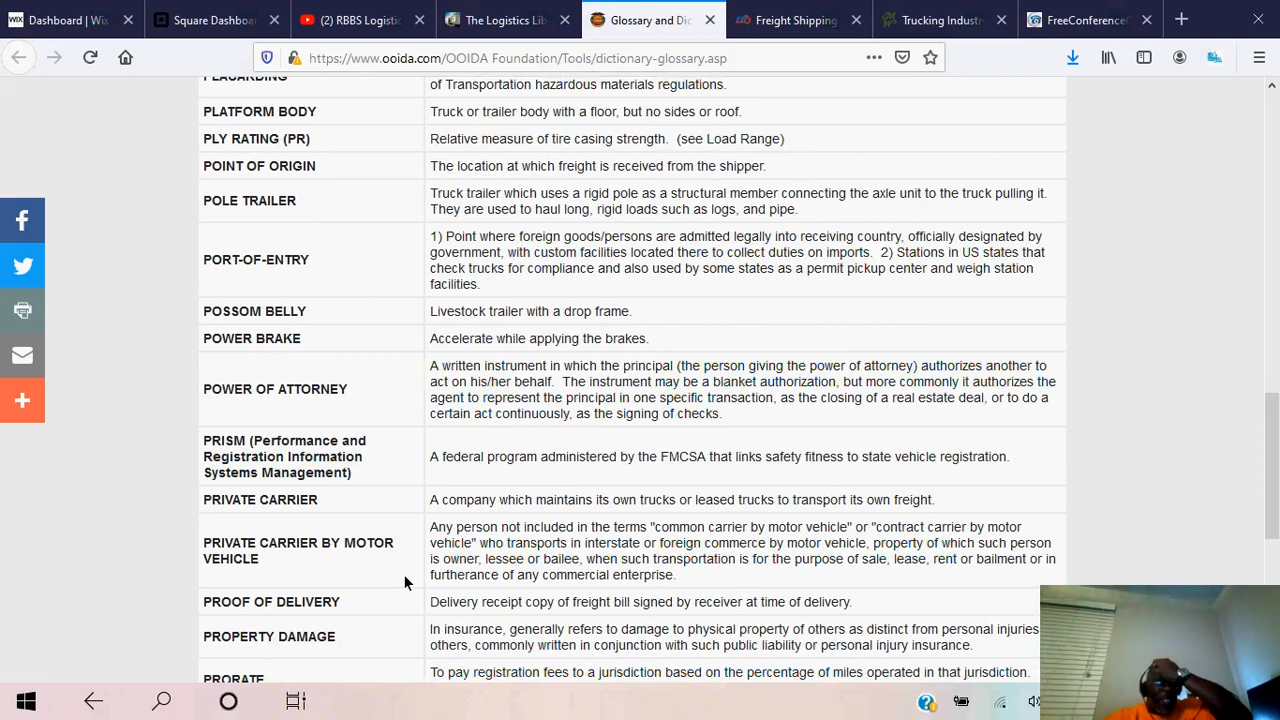 Dashboard | Wix
Square Dashboa
(2) RBBS Logistic
The Logistics Lib
Glossary and Dic
Freight Shipping
Trucking Industr
FreeConference
https://www.ooida.com/OOIDA Foundation/Tools/dictionary-glossary.asp
PLACARDING
of Transportation hazardous materials regulations.
PLATFORM BODY
Truck or trailer body with a floor, but no sides or roof.
PLY RATING (PR)
Relative measure of tire casing strength. (see Load Range)
POINT OF ORIGIN
The location at which freight is received from the shipper.
POLE TRAILER
Truck trailer which uses a rigid pole as a structural member connecting the axle unit to the truck pulling it.
They are used to haul long, rigid loads such as logs, and pipe.
PORT-OF-ENTRY
1) Point where foreign goods/persons are admitted legally into receiving country, officially designated by
government, with custom facilities located there to collect duties on imports. 2) Stations in US states that
check trucks for compliance and also used by some states as a permit pickup center and weigh station
facilities.
POSSOM BELLY
Livestock trailer with a drop frame.
POWER BRAKE
Accelerate while applying the brakes.
POWER OF ATTORNEY
A written instrument in which the principal (the person giving the power of attorney) authorizes another to
act on his/her behalf. The instrument may be a blanket authorization, but more commonly it authorizes the
agent to represent the principal in one specific transaction, as the closing of a real estate deal, or to do a
certain act continuously, as the signing of checks.
PRISM (Performance and
Registration Information
Systems Management)
A federal program administered by the FMCSA that links safety fitness to state vehicle registration.
PRIVATE CARRIER
A company which maintains its own trucks or leased trucks to transport its own freight.
PRIVATE CARRIER BY MOTOR
VEHICLE
Any person not included in the terms "common carrier by motor vehicle" or "contract carrier by motor
vehicle" who transports in interstate or foreign commerce by motor vehicle, property of which such person
is owner, lessee or bailee, when such transportation is for the purpose of sale, lease, rent or bailment or in
furtherance of any commercial enterprise.
PROOF OF DELIVERY
Delivery receipt copy of freight bill signed by receiver at time of delivery.
PROPERTY DAMAGE
In insurance, generally refers to damage to physical property of others as distinct from personal injuries
others, commonly written in conjunction with such public liability or personal injury insurance.
PRORATE
To pay registration fees to a jurisdiction based on the percentage of miles operated in that jurisdiction.